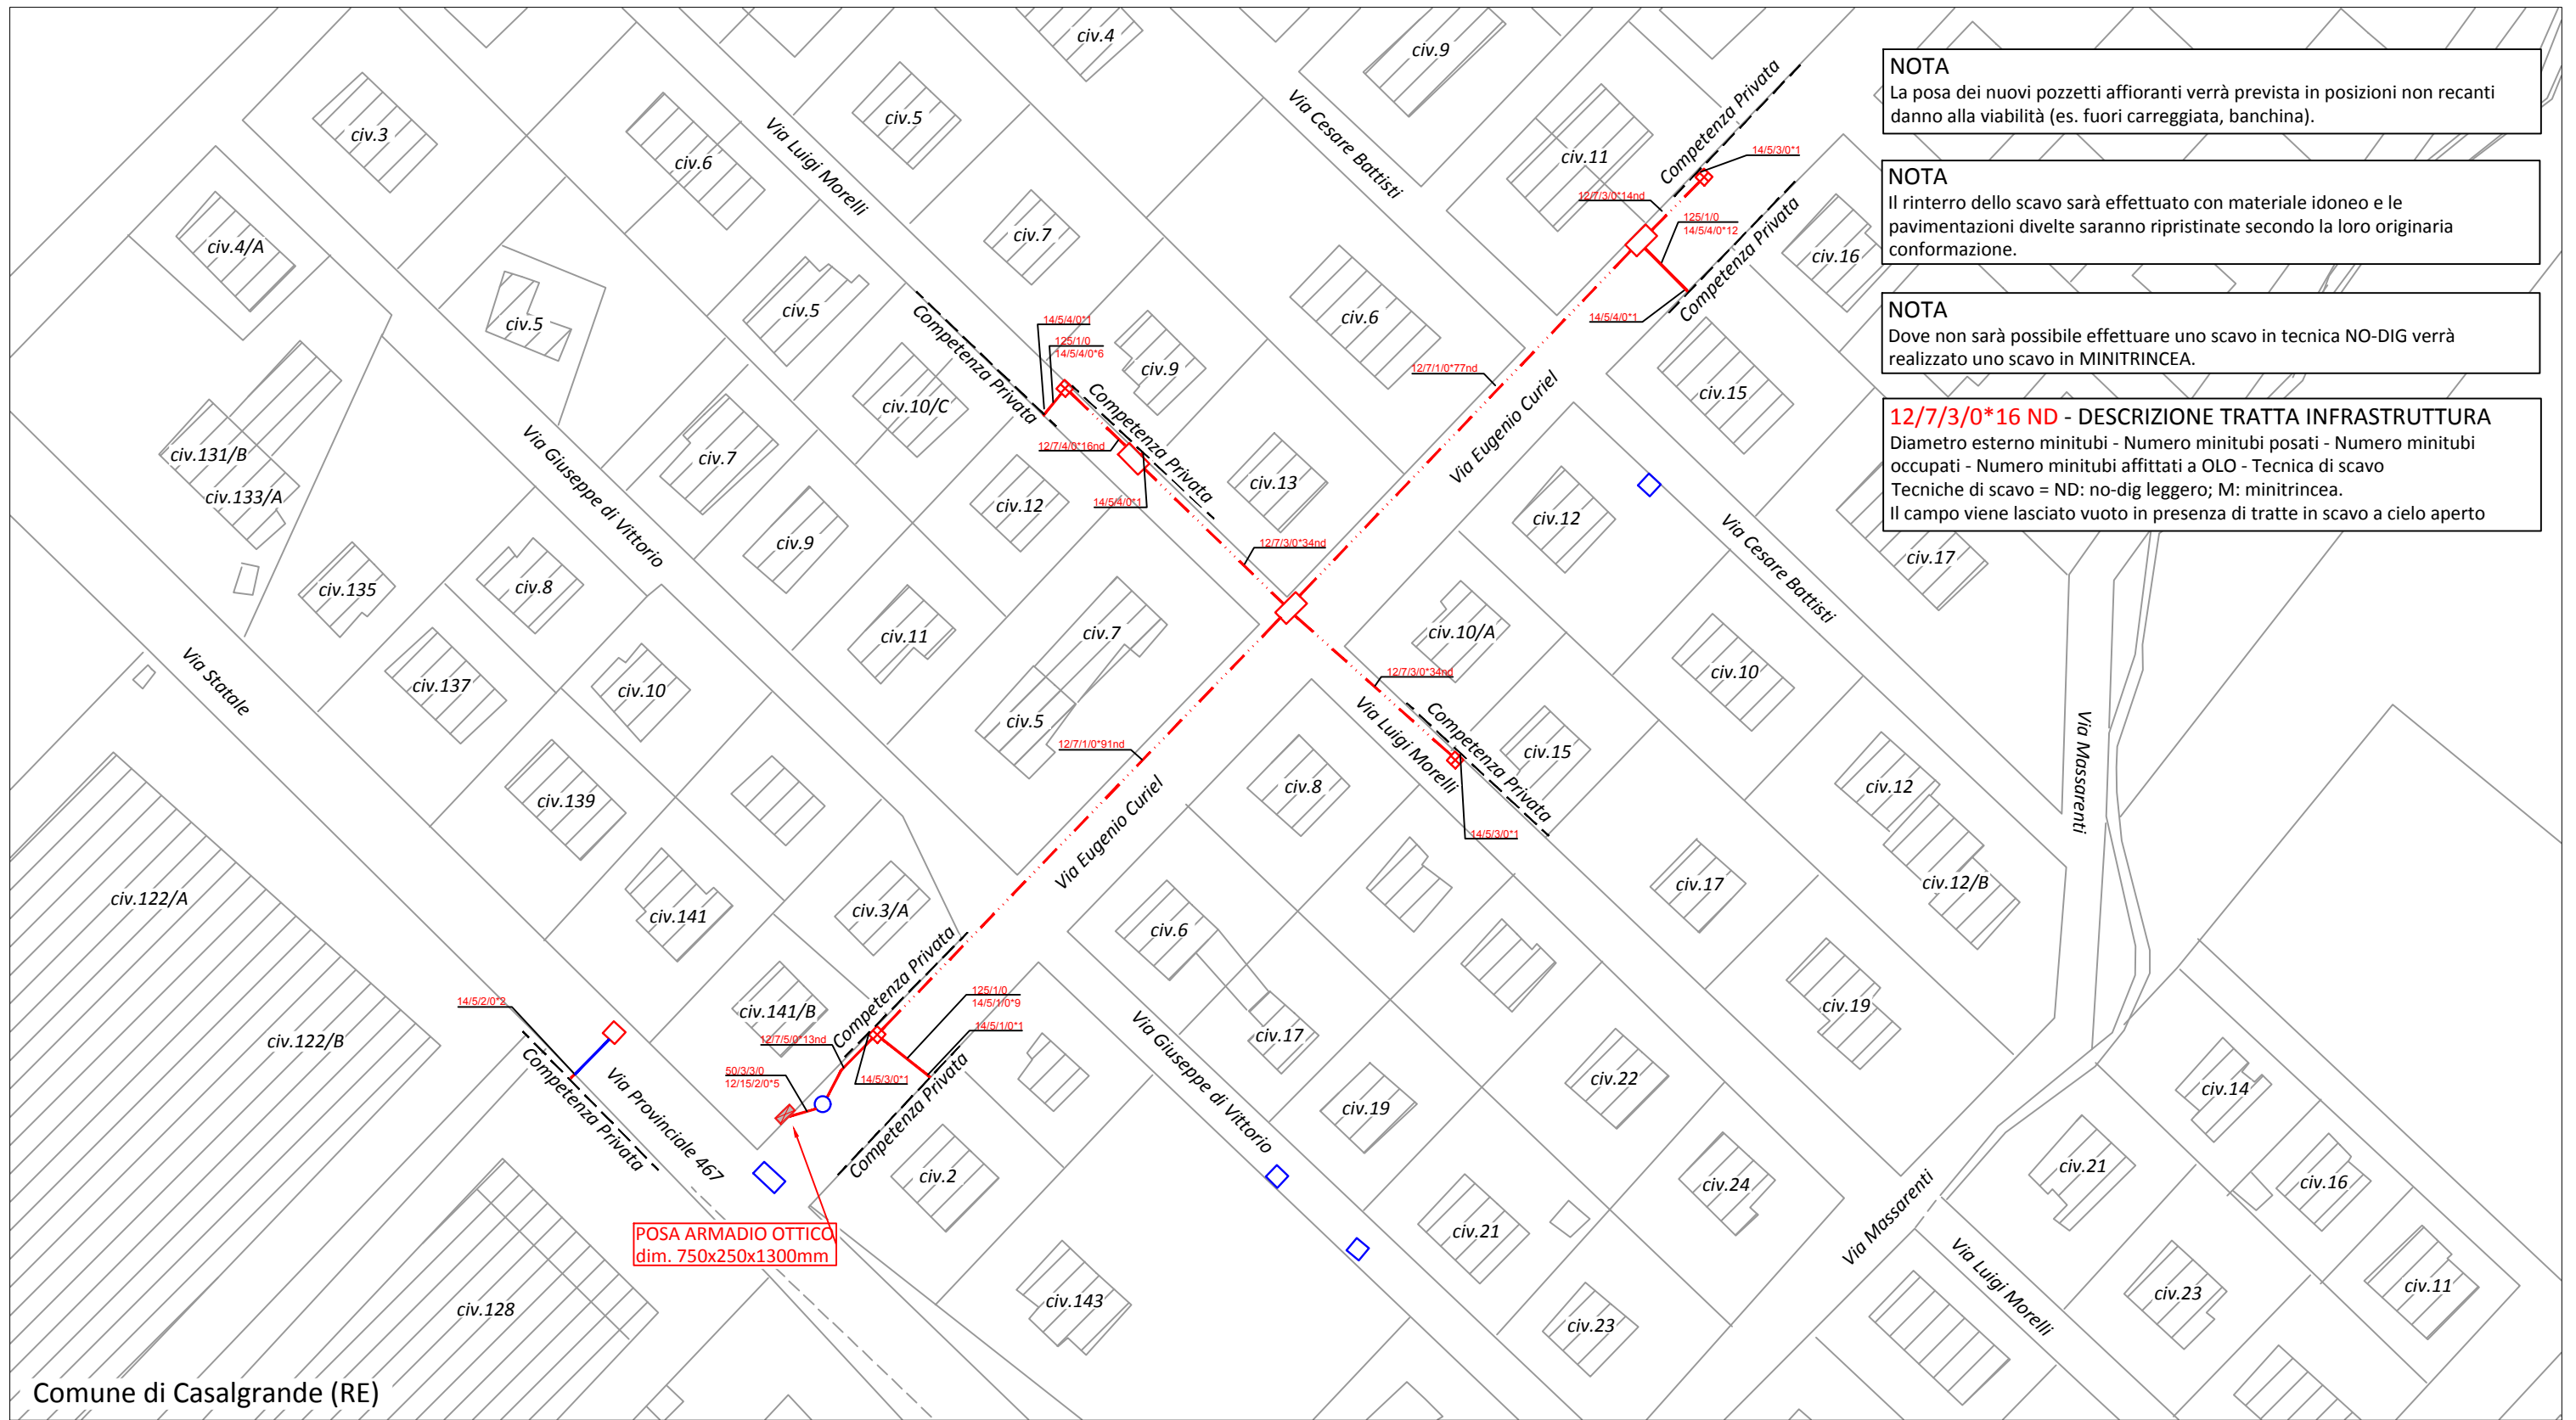 civ.4
civ.9
NOTA
La posa dei nuovi pozzetti affioranti verrà prevista in posizioni non recanti
danno alla viabilità (es. fuori carreggiata, banchina).
civ.3
civ.6
Via Luigi Morelli
civ.5
Via Cesare Battisti
civ.11
Competenza Privata
14/5/3/0*1
12/7/3/0*14nd
125/1/0
14/5/4/0*12
NOTA
Il rinterro dello scavo sarà effettuato con materiale idoneo e le
pavimentazioni divelte saranno ripristinate secondo la loro originaria
conformazione.
civ.4/A
civ.7
Competenza Privata
civ.16
civ.5
civ.5
Competenza Privata
14/5/4/0*1
125/1/0
14/5/4/0*6
civ.6
14/5/4/0*1
NOTA
Dove non sarà possibile effettuare uno scavo in tecnica NO-DIG verrà
realizzato uno scavo in MINITRINCEA.
civ.9
12/7/1/0*77nd
Via Eugenio Curiel
civ.15
12/7/3/0*16 ND - DESCRIZIONE TRATTA INFRASTRUTTURA
Diametro esterno minitubi - Numero minitubi posati - Numero minitubi
occupati - Numero minitubi affittati a OLO - Tecnica di scavo
Tecniche di scavo = ND: no-dig leggero; M: minitrincea.
Il campo viene lasciato vuoto in presenza di tratte in scavo a cielo aperto
civ.10/C
Competenza Privata
12/7/4/0*16nd
civ.131/B
civ.133/A
Via Giuseppe di Vittorio
civ.7
civ.12
14/5/4/0*1
civ.13
civ.12
Via Cesare Battisti
civ.17
civ.9
12/7/3/0*34nd
civ.135
civ.8
civ.11
civ.7
civ.10/A
civ.10
Via Statale
civ.137
civ.10
civ.5
12/7/3/0*34nd
Via Luigi Morelli
Competenza Privata
civ.15
Via Massarenti
12/7/1/0*91nd
civ.139
Via Eugenio Curiel
civ.8
14/5/3/0*1
civ.12
civ.122/A
civ.141
civ.3/A
civ.17
civ.12/B
civ.6
Competenza Privata
civ.141/B
125/1/0
14/5/1/0*9
14/5/1/0*1
14/5/2/0*2
civ.19
civ.122/B
12/7/5/0*13nd
civ.17
Via Giuseppe di Vittorio
50/3/3/0
12/15/2/0*5
14/5/3/0*1
Competenza Privata
Competenza Privata
Via Provinciale 467
civ.22
civ.14
civ.19
civ.2
civ.24
civ.21
civ.16
POSA ARMADIO OTTICO
dim. 750x250x1300mm
civ.21
Via Massarenti
Via Luigi Morelli
civ.128
civ.143
civ.23
civ.23
civ.11
Comune di Casalgrande (RE)